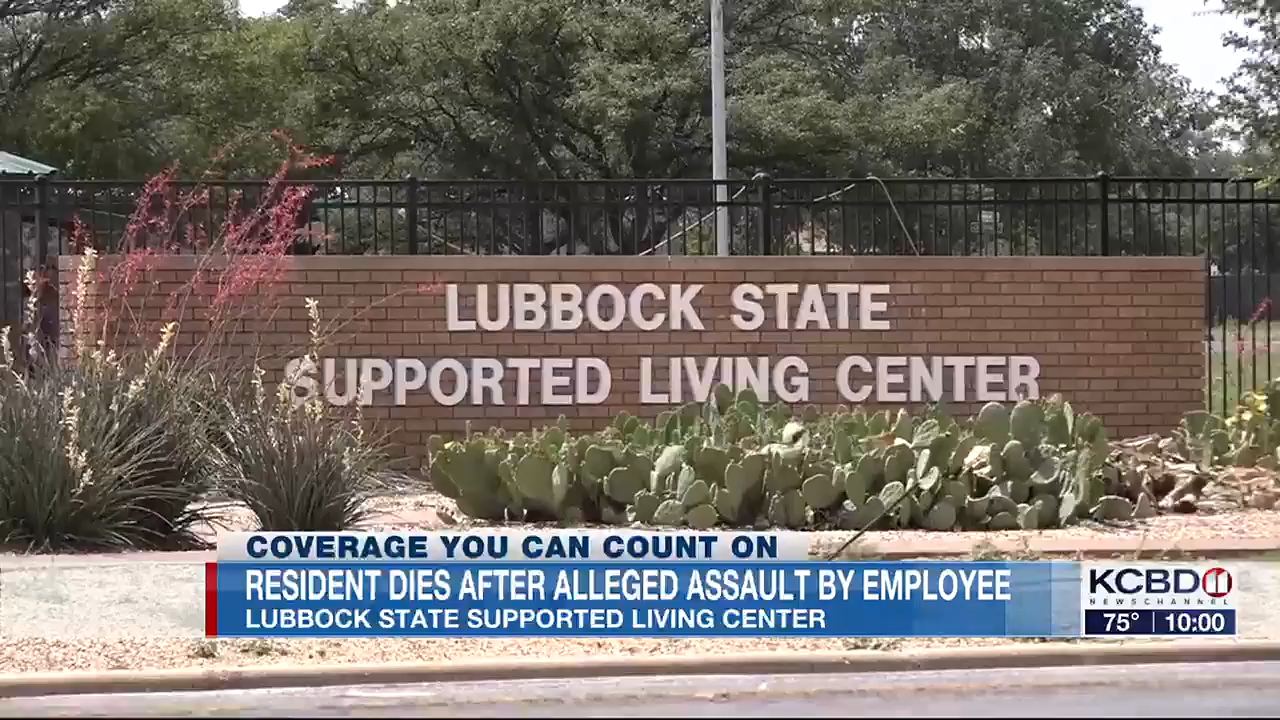 LUBBOCK STATE
SUPPORTED LIVING CENTER
COVERAGE YOU CAN COUNT ON
RESIDENT DIES AFTER ALLEGED ASSAULT BY EMPLOYEE
LUBBOCK STATE SUPPORTED LIVING CENTER
KCBD 11
NEWSCHANNEL
75° 10:00